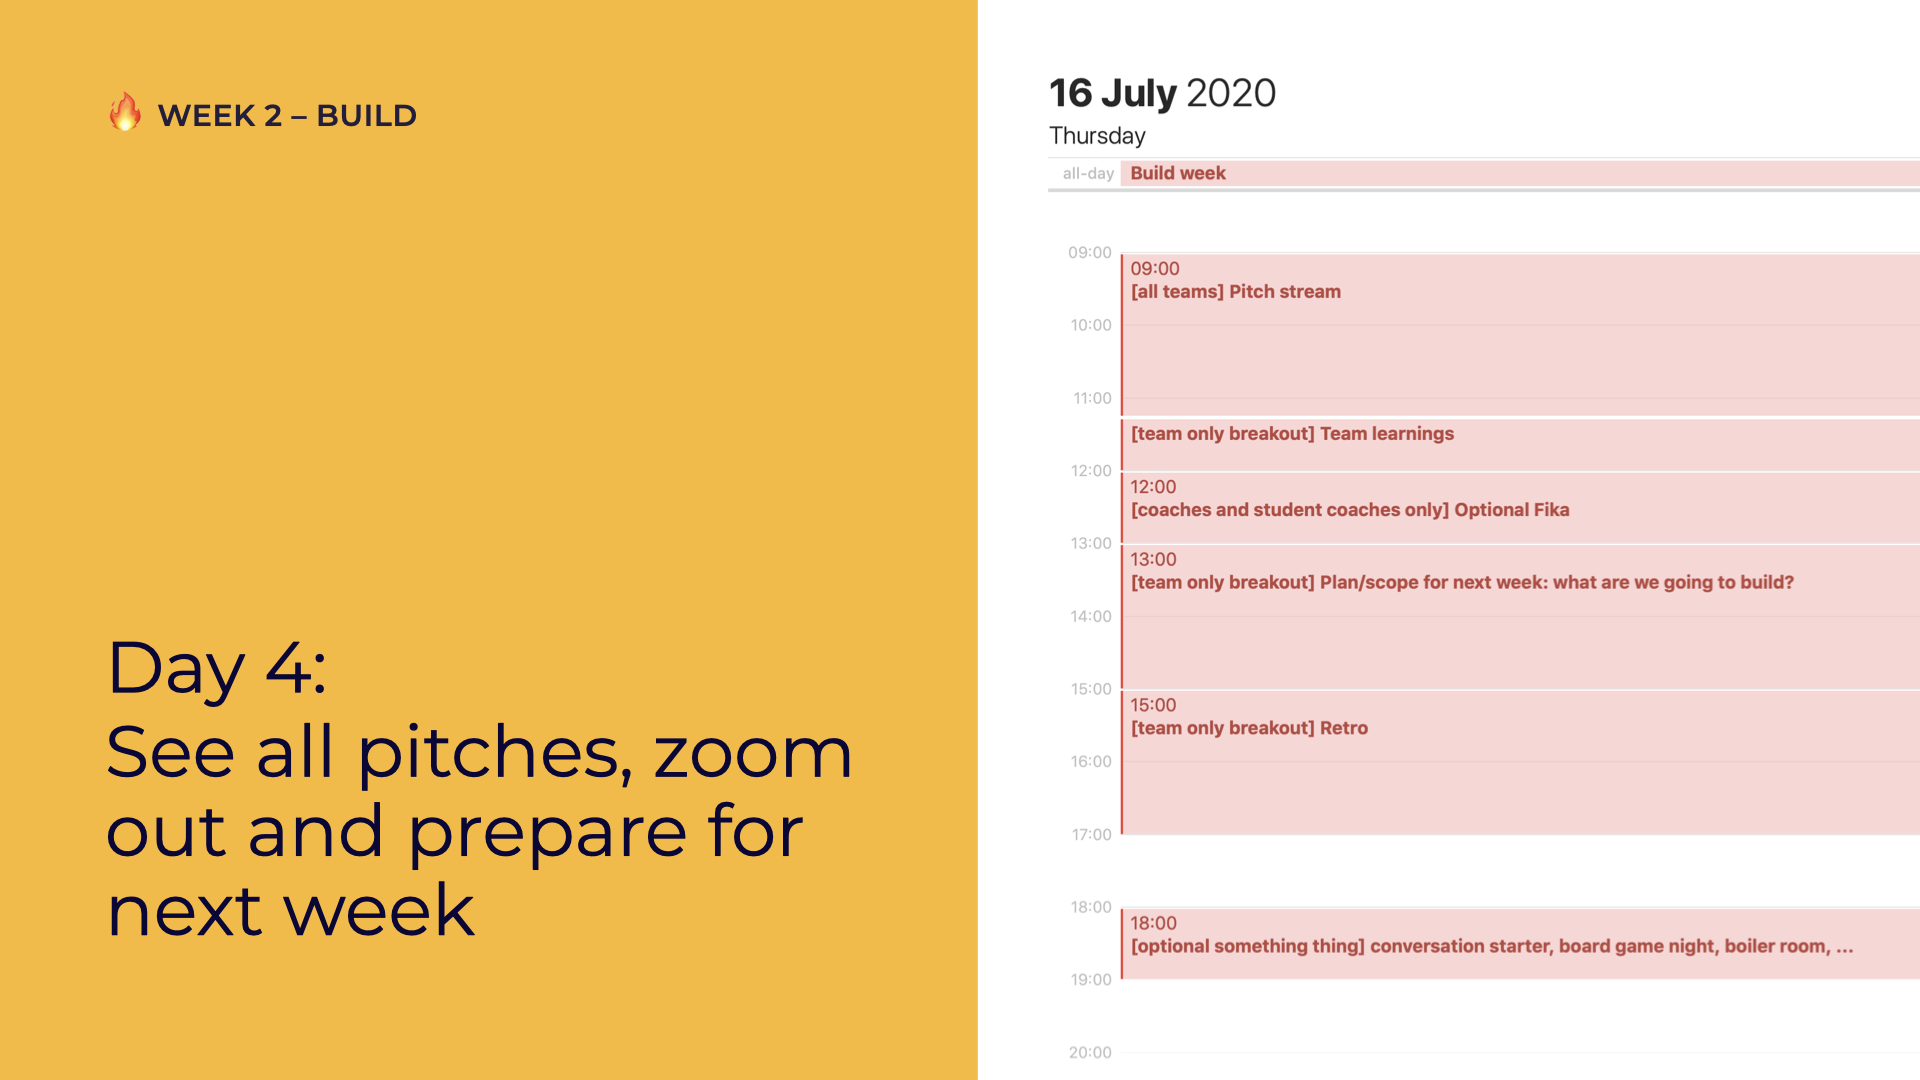 🔥 WEEK 2 – BUILD
Day 4:
See all pitches, zoom
out and prepare for
next week
16 July 2020
Thursday
all-day Build week
09:00
09:00
[all teams] Pitch stream
10:00
11:00
[team only breakout] Team learnings
12:00
12:00
[coaches and student coaches only] Optional Fika
13:00
13:00
[team only breakout] Plan/scope for next week: what are we going to build?
14:00
15:00
15:00
[team only breakout] Retro
16:00
17:00
18:00
18:00
[optional something thing] conversation starter, board game night, boiler room, ...
19:00
20:00